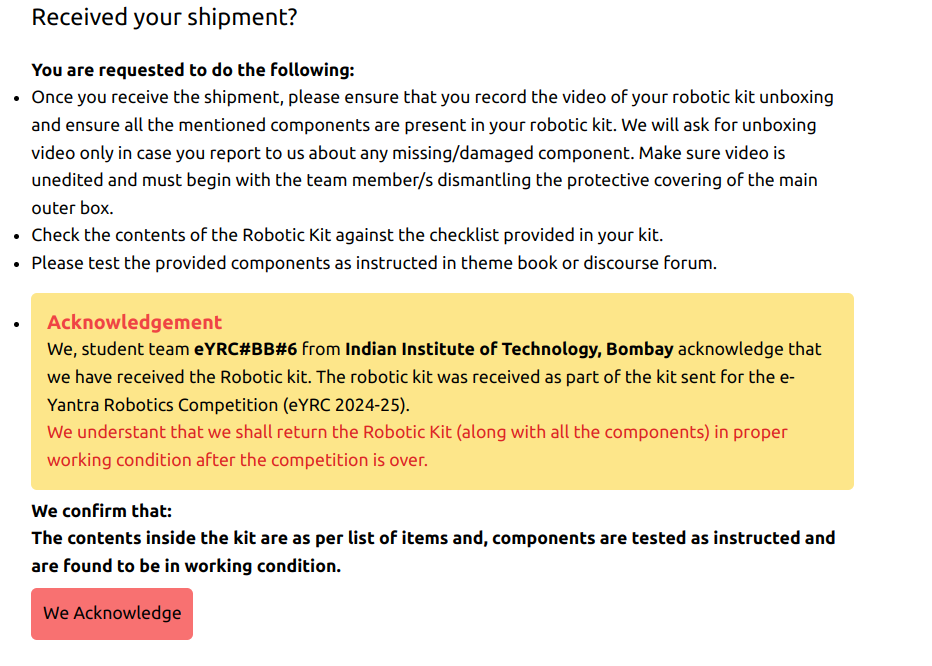 Received your shipment?
You are requested to do the following:
• Once you receive the shipment, please ensure that you record the video of your robotic kit unboxing
and ensure all the mentioned components are present in your robotic kit. We will ask for unboxing
video only in case you report to us about any missing/damaged component. Make sure video is
unedited and must begin with the team member/s dismantling the protective covering of the main
outer box.
• Check the contents of the Robotic Kit against the checklist provided in your kit.
• Please test the provided components as instructed in theme book or discourse forum.
• Acknowledgement
We, student team eYRC#BB#6 from Indian Institute of Technology, Bombay acknowledge that
we have received the Robotic kit. The robotic kit was received as part of the kit sent for the e-
Yantra Robotics Competition (eYRC 2024-25).
We understant that we shall return the Robotic Kit (along with all the components) in proper
working condition after the competition is over.
We confirm that:
The contents inside the kit are as per list of items and, components are tested as instructed and
are found to be in working condition.
We Acknowledge